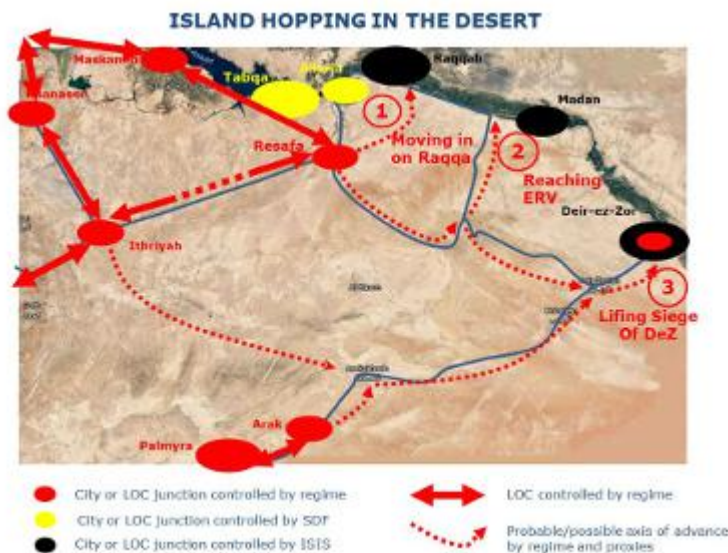 ISLAND HOPPING IN THE DESERT
Raqqah
Tabqa
Madan
1
Moving in
on Raqqa
2
Resafa
Reaching
ERV
Deir-ez-Zor
Ithriyah
3
Lifing Siege
Of DeZ
Arak
Palmyra
City or LOC junction controlled by regime
City or LOC junction controlled by SDF
City or LOC junction controlled by ISIS
LOC controlled by regime
Probable/possible axis of advance
by regime and proxies